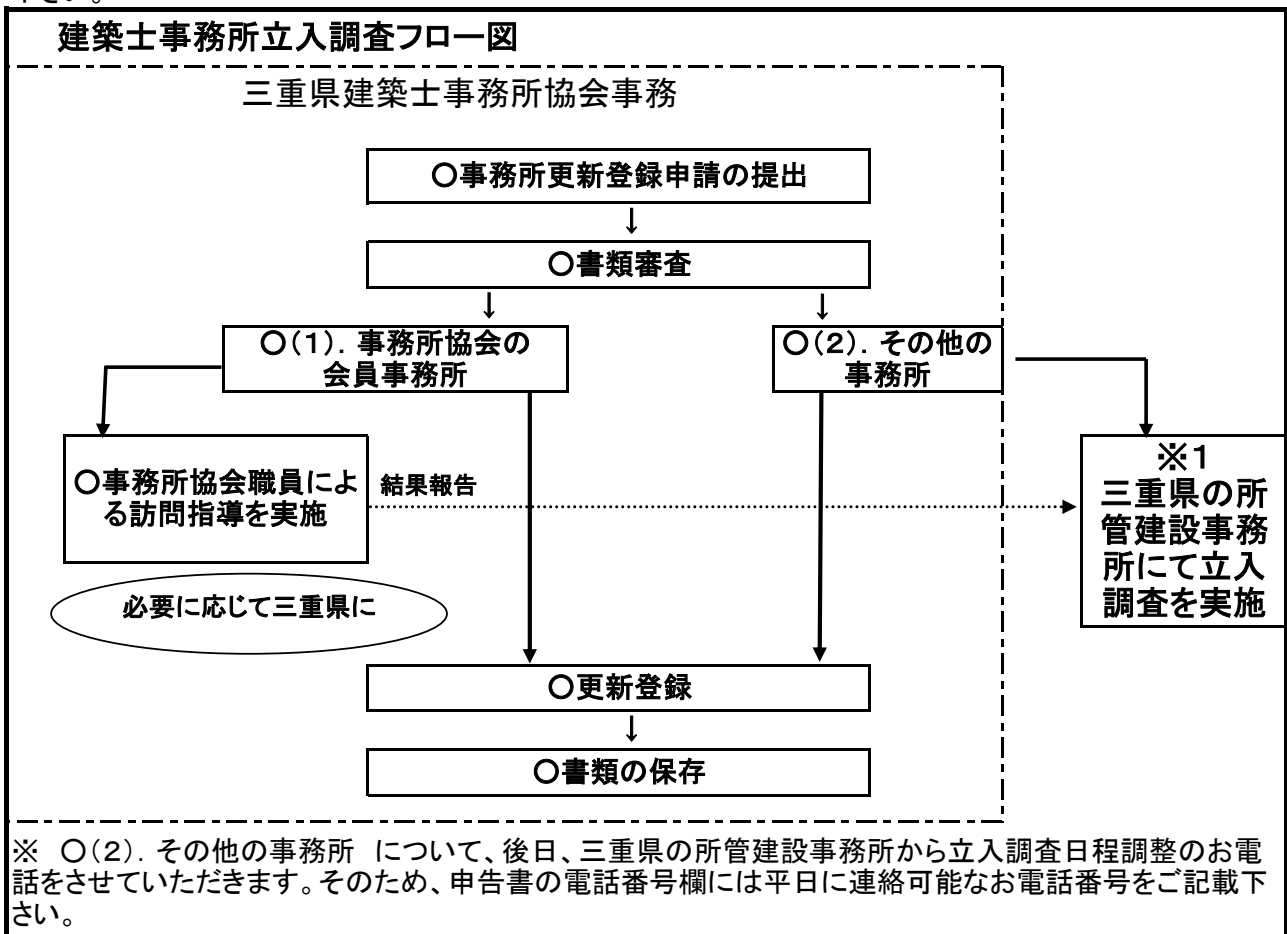 建築士事務所立入調査フロー図
三重県建築士事務所協会事務
〇事務所更新登録申請の提出
↓
〇書類審査
↓ ↓
〇(1). 事務所協会の
会員事務所
〇(2). その他の
事務所
〇事務所協会職員によ
る訪問指導を実施
結果報告
※1
三重県の所
管建設事務
所にて立入
調査を実施
必要に応じて三重県に
〇更新登録
↓
〇書類の保存
※ 〇(2). その他の事務所 について、後日、三重県の所管建設事務所から立入調査日程調整のお電
話をさせていただきます。そのため、申告書の電話番号欄には平日に連絡可能なお電話番号をご記載下
さい。